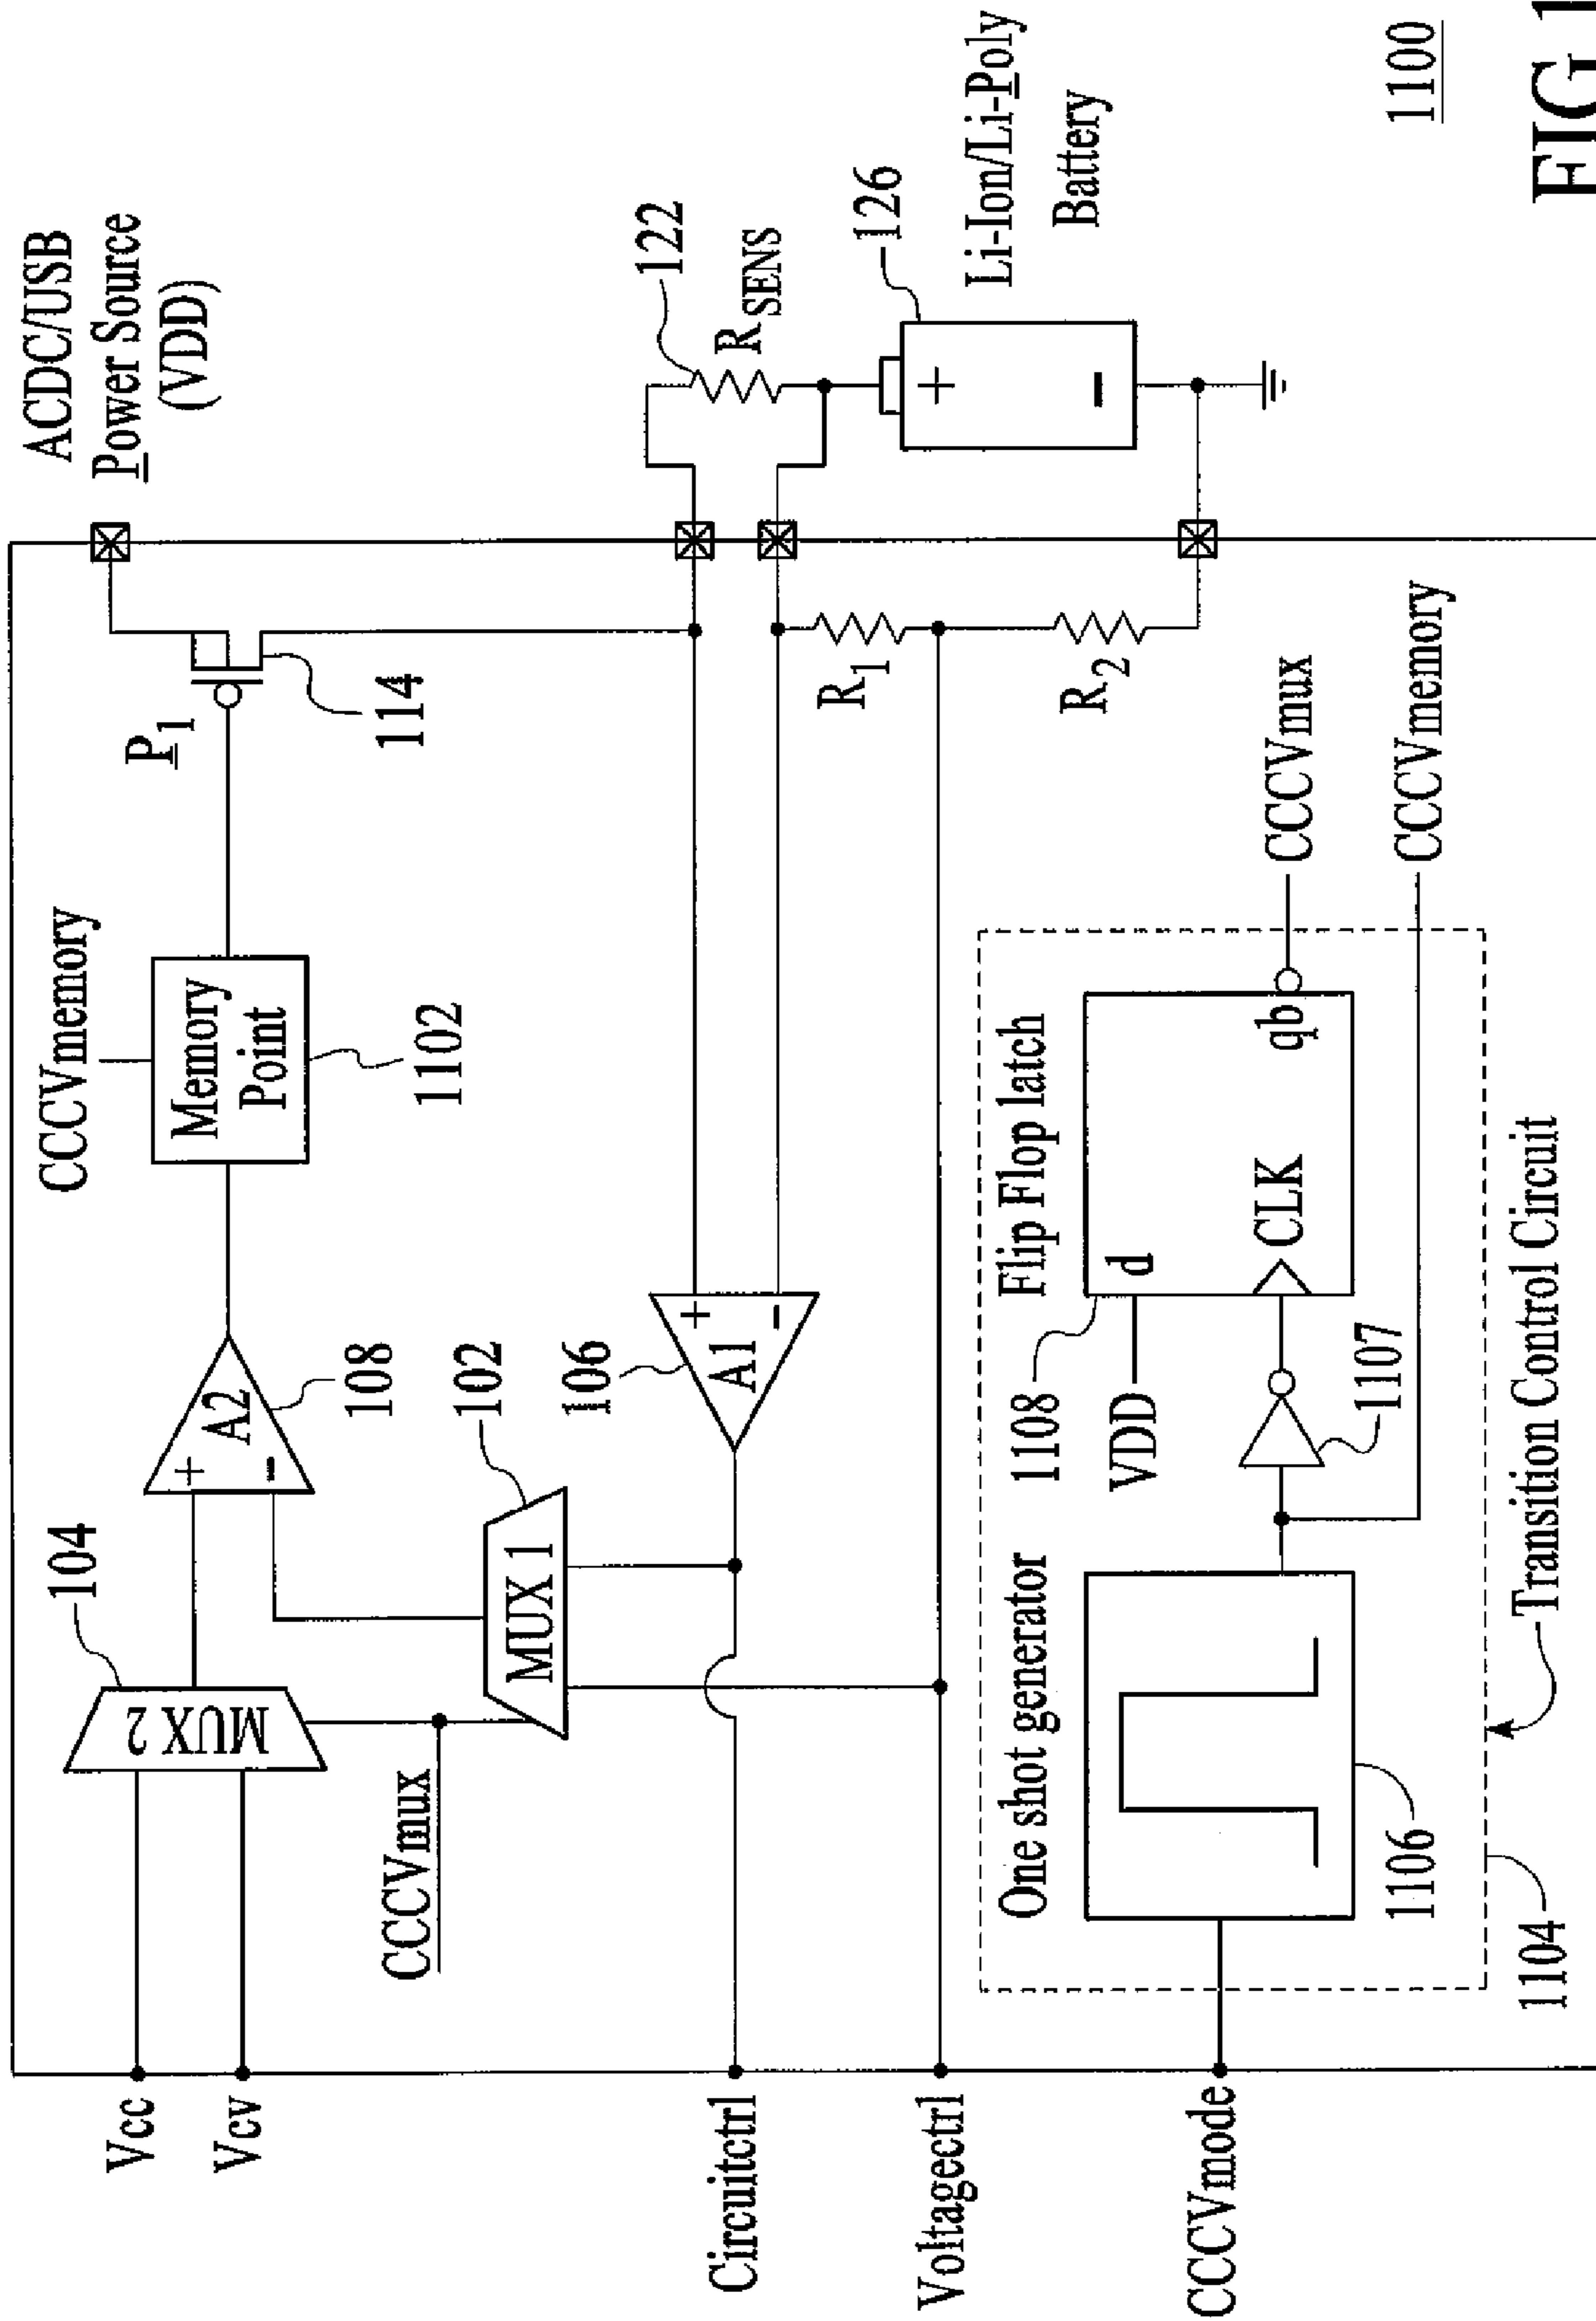 ACDC/USB
Power Source
(VDD)
CCCVmemory
P1
114
Memory
Point
1102
104
MUX 2
A2
+
-
108
Vcc
Vcv
CCCVmux
102
MUX 1
106
A1
+
-
122
RSENS
126
+
-
Li-Ion/Li-Poly
Battery
R1
R2
Circuitctrl
Voltagectrl
CCCVmode
One shot generator
1106
1104
Flip Flop latch
1108
VDD
d
CLK
qb
1107
CCCVmux
CCCVmemory
Transition Control Circuit
1100